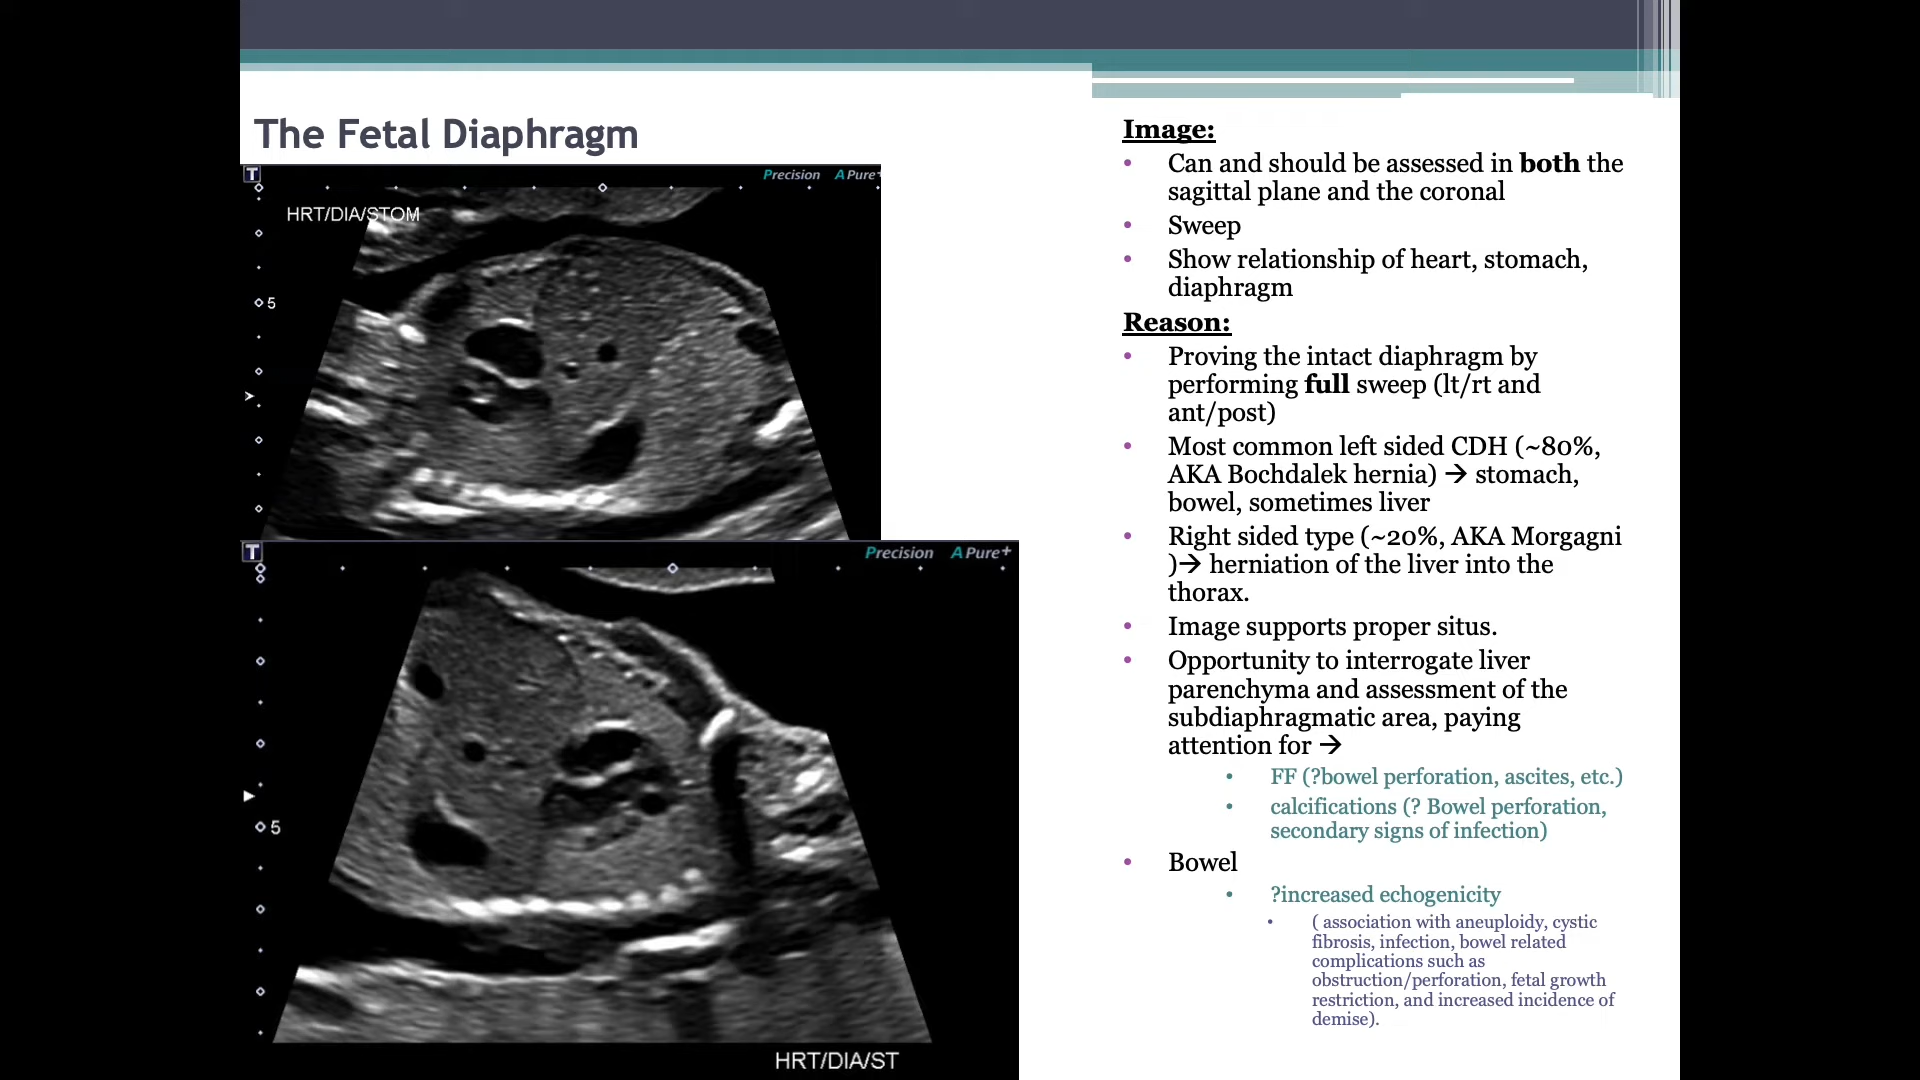 The Fetal Diaphragm
T
Precision A Pure+
HRT/DIA/STOM
5
T
Precision A Pure+
5
HRT/DIA/ST
Image:
• Can and should be assessed in both the
sagittal plane and the coronal
• Sweep
• Show relationship of heart, stomach,
diaphragm
Reason:
• Proving the intact diaphragm by
performing full sweep (lt/rt and
ant/post)
• Most common left sided CDH (~80%,
AKA Bochdalek hernia) → stomach,
bowel, sometimes liver
• Right sided type (~20%, AKA Morgagni
)→ herniation of the liver into the
thorax.
• Image supports proper situs.
• Opportunity to interrogate liver
parenchyma and assessment of the
subdiaphragmatic area, paying
attention for →
• FF (?bowel perforation, ascites, etc.)
• calcifications (? Bowel perforation,
secondary signs of infection)
• Bowel
• ?increased echogenicity
• ( association with aneuploidy, cystic
fibrosis, infection, bowel related
complications such as
obstruction/perforation, fetal growth
restriction, and increased incidence of
demise).